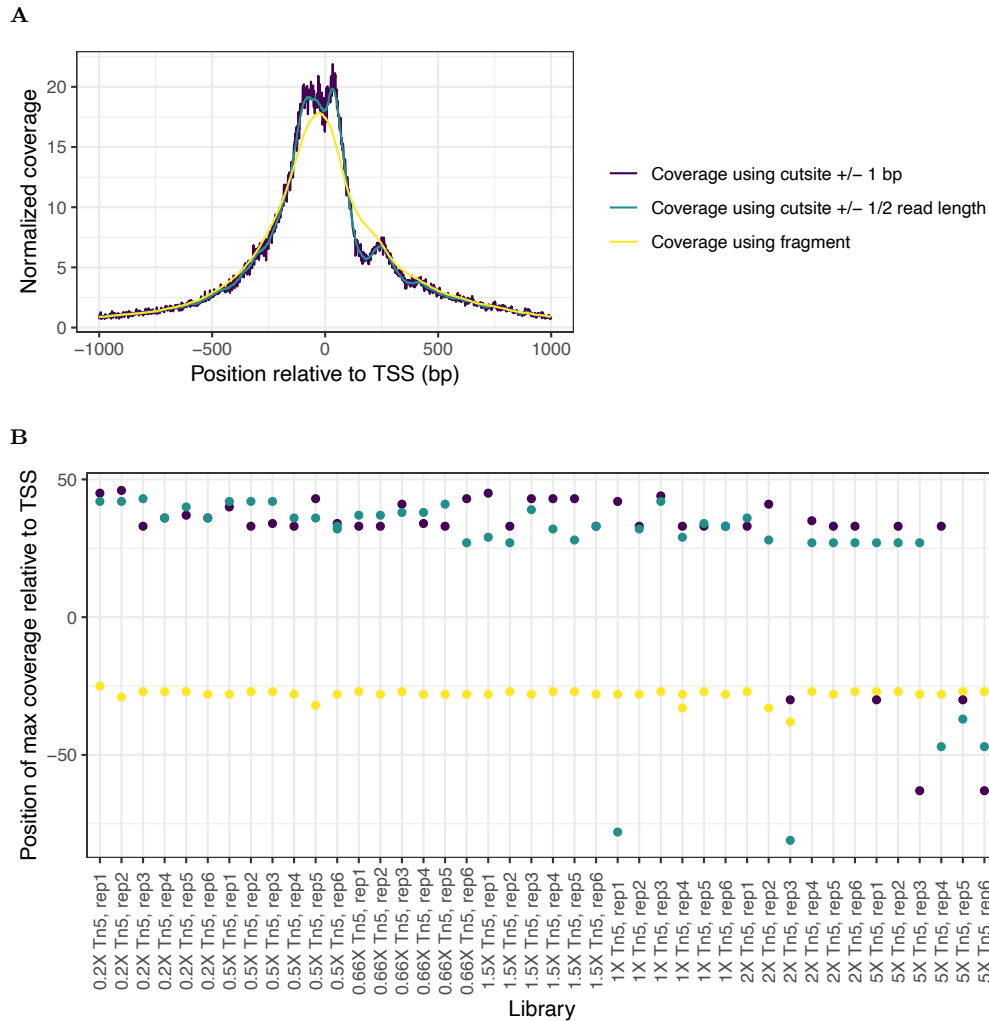 A
Normalized coverage
20
15
10
5
0
−1000
−500
0
500
1000
Position relative to TSS (bp)
Coverage using cutsite +/− 1 bp
Coverage using cutsite +/− 1/2 read length
Coverage using fragment
B
Position of max coverage relative to TSS
50
0
−50
0.2X Tn5, rep1
0.2X Tn5, rep2
0.2X Tn5, rep3
0.2X Tn5, rep4
0.2X Tn5, rep5
0.2X Tn5, rep6
0.5X Tn5, rep1
0.5X Tn5, rep2
0.5X Tn5, rep3
0.5X Tn5, rep4
0.5X Tn5, rep5
0.5X Tn5, rep6
0.66X Tn5, rep1
0.66X Tn5, rep2
0.66X Tn5, rep3
0.66X Tn5, rep4
0.66X Tn5, rep5
0.66X Tn5, rep6
1.5X Tn5, rep1
1.5X Tn5, rep2
1.5X Tn5, rep3
1.5X Tn5, rep4
1.5X Tn5, rep5
1.5X Tn5, rep6
1X Tn5, rep1
1X Tn5, rep2
1X Tn5, rep3
1X Tn5, rep4
1X Tn5, rep5
1X Tn5, rep6
2X Tn5, rep1
2X Tn5, rep2
2X Tn5, rep3
2X Tn5, rep4
2X Tn5, rep5
2X Tn5, rep6
5X Tn5, rep1
5X Tn5, rep2
5X Tn5, rep3
5X Tn5, rep4
5X Tn5, rep5
5X Tn5, rep6
Library